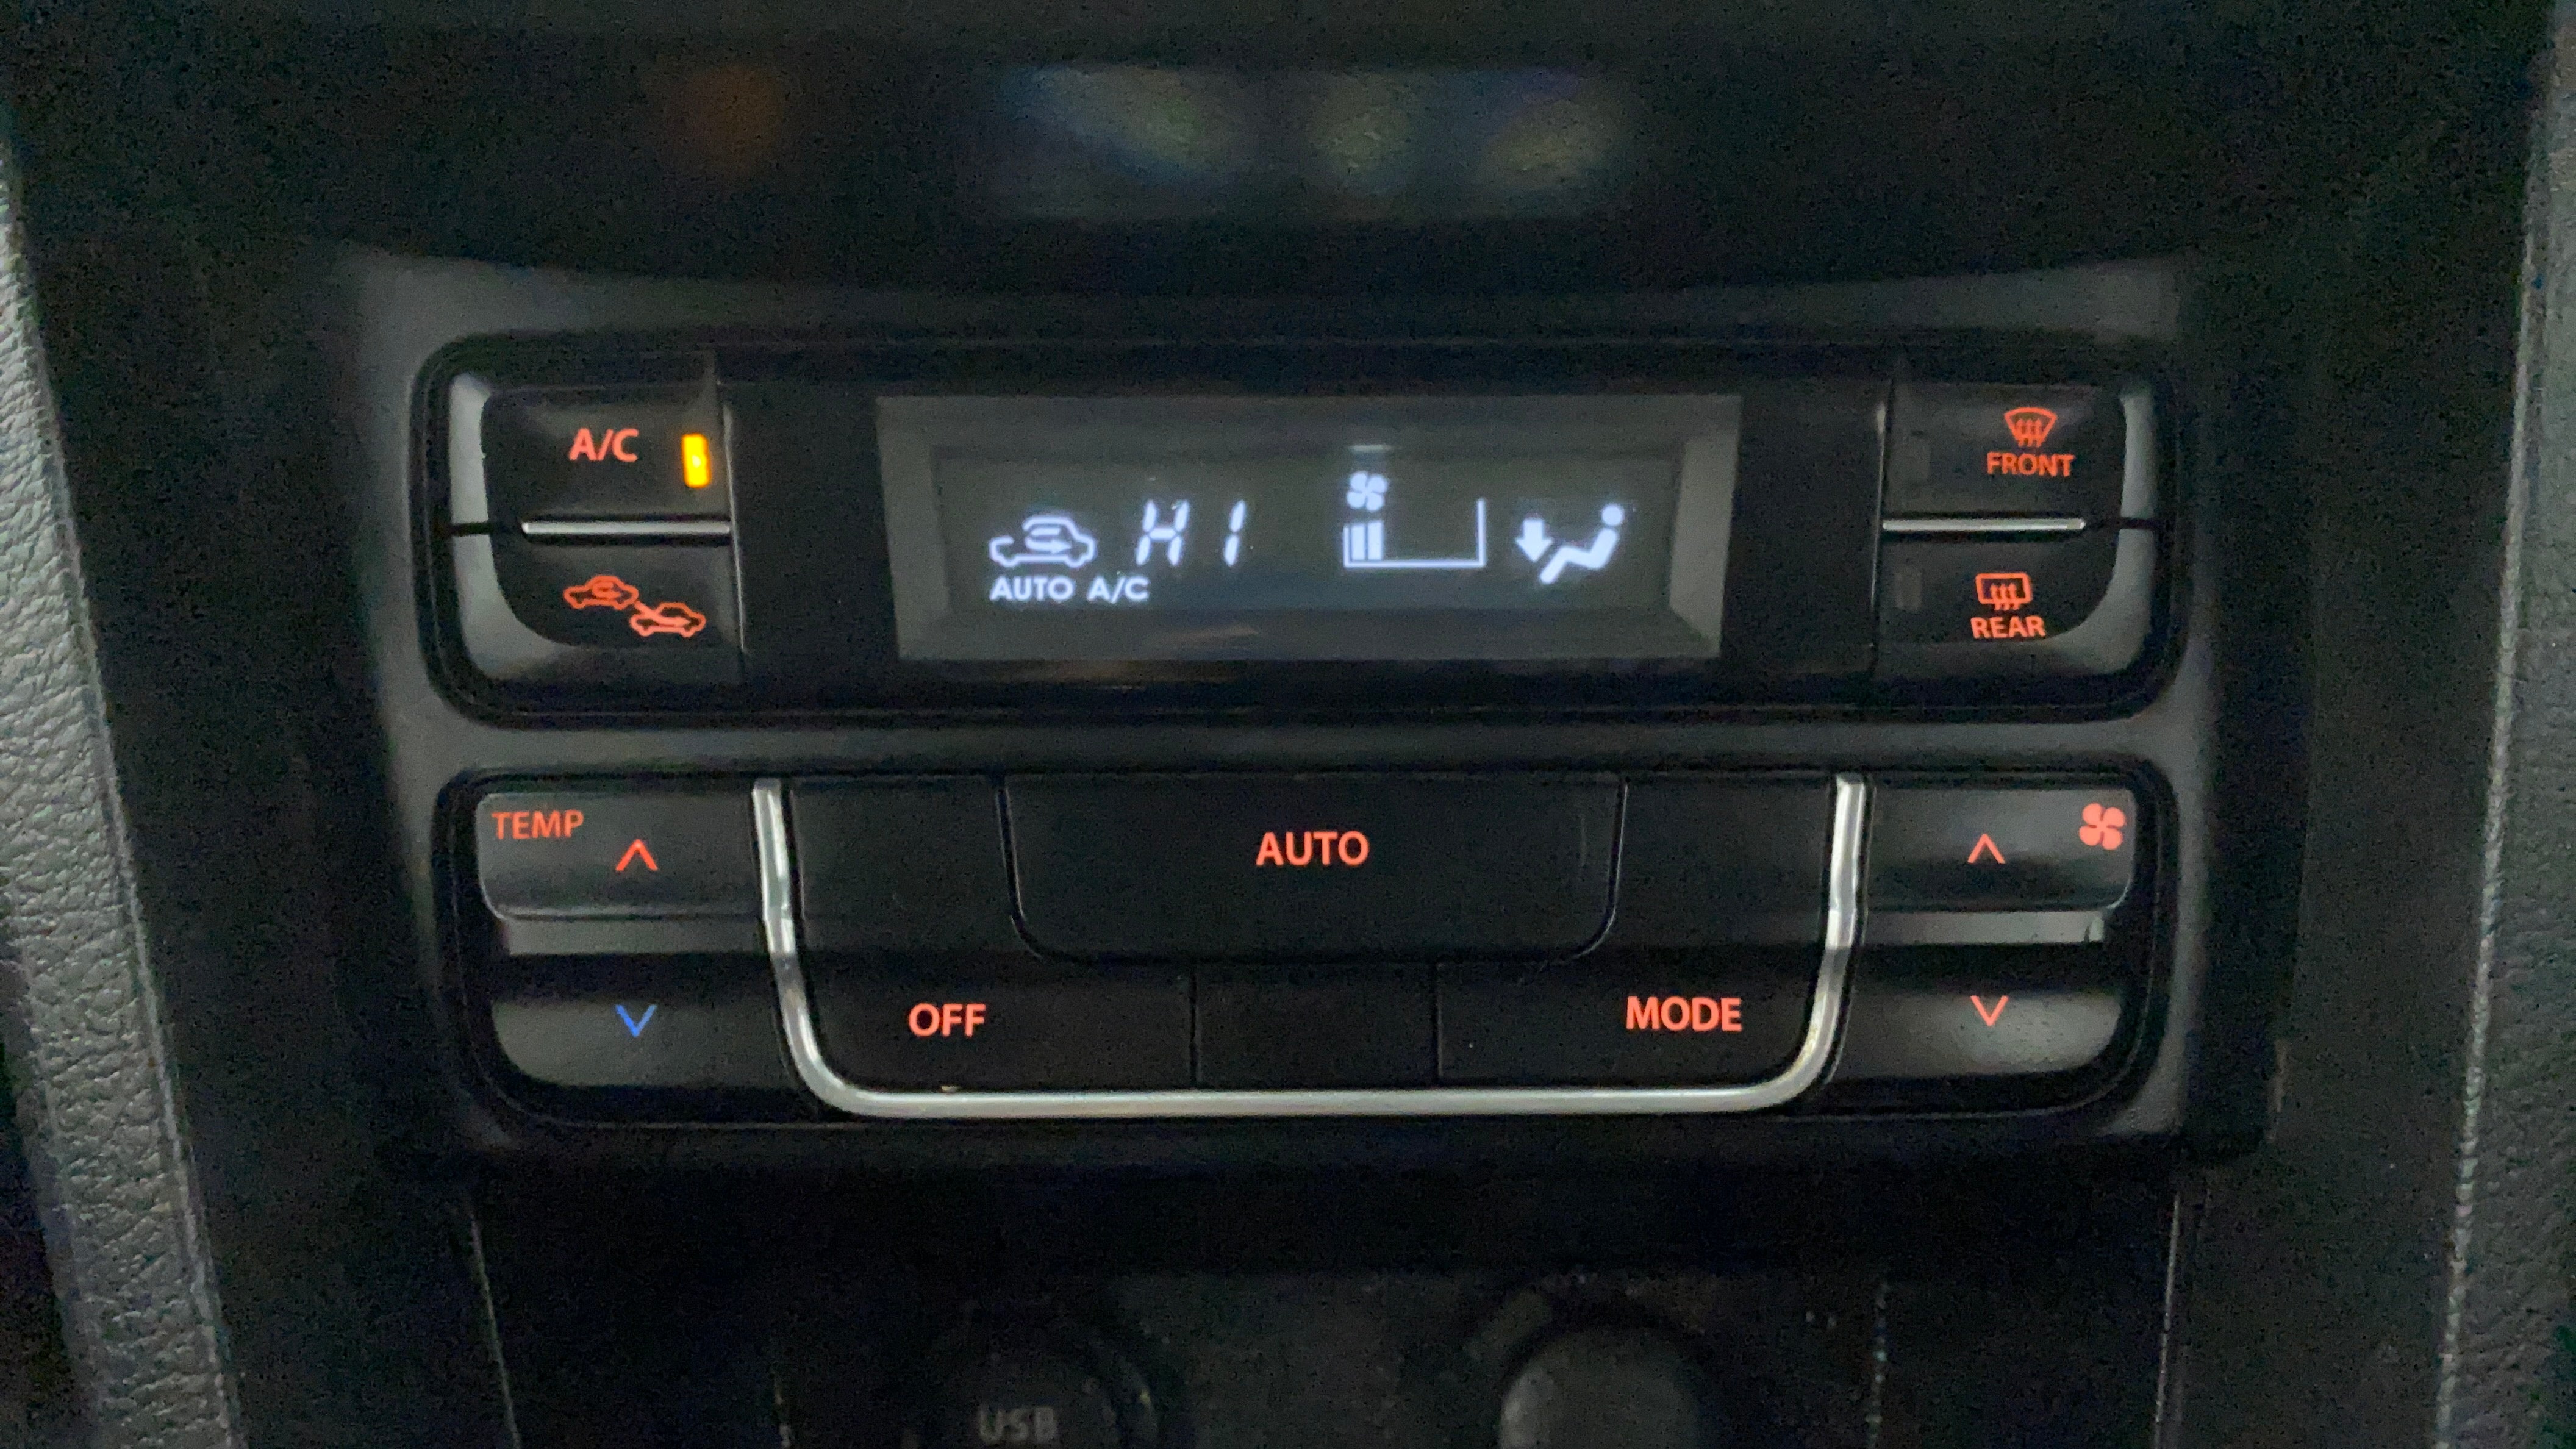 A/C
HI
AUTO A/C
FRONT
REAR
TEMP
AUTO
OFF
MODE
USB